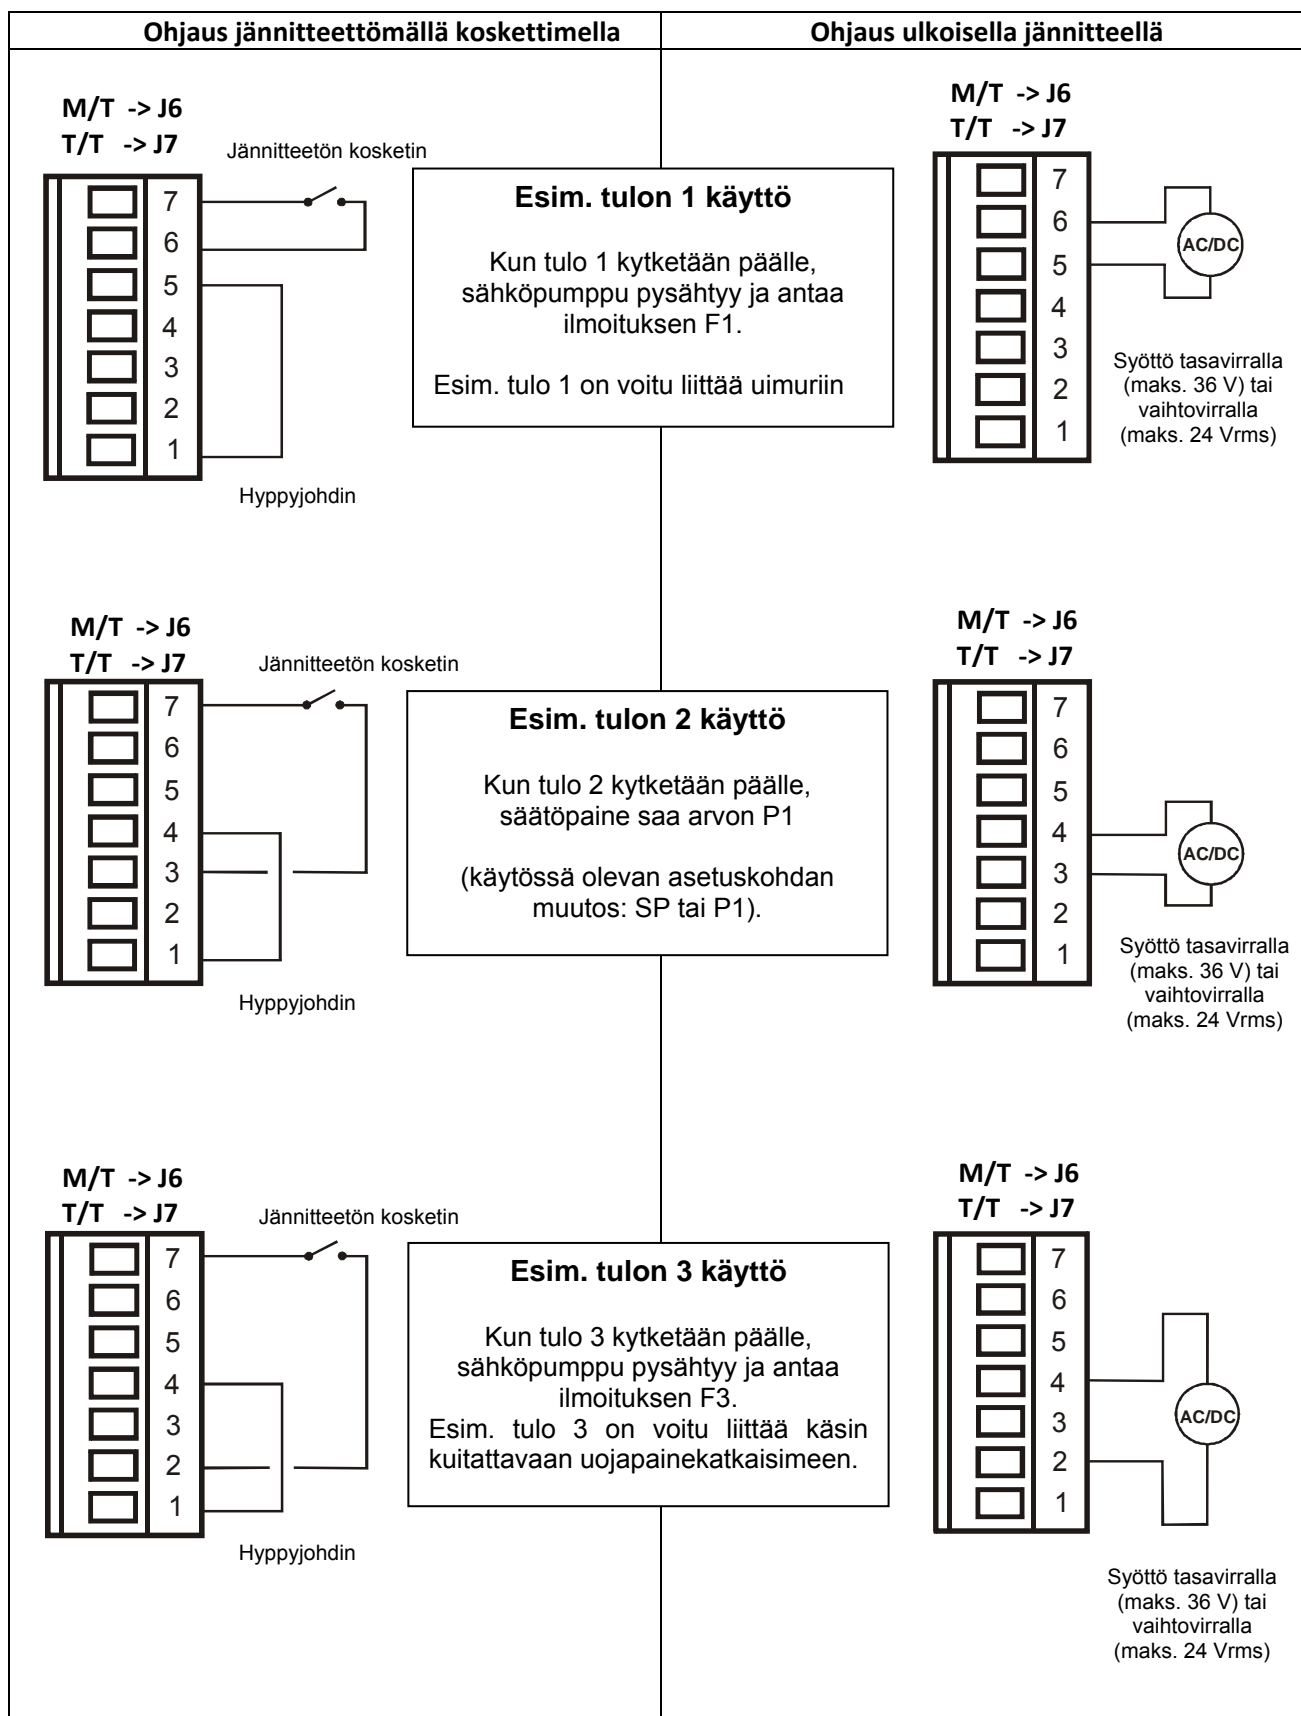 Ohjaus jännitteettömällä koskettimella
Ohjaus ulkoisella jännitteellä
M/T -> J6
T/T -> J7
Jännitteetön kosketin
7
6
5
4
3
2
1
Hyppyjohdin
Esim. tulon 1 käyttö
Kun tulo 1 kytketään päälle,
sähköpumppu pysähtyy ja antaa
ilmoituksen F1.
Esim. tulo 1 on voitu liittää uimuriin
M/T -> J6
T/T -> J7
7
6
5
4
3
2
1
AC/DC
Syöttö tasavirralla
(maks. 36 V) tai
vaihtovirralla
(maks. 24 Vrms)
M/T -> J6
T/T -> J7
Jännitteetön kosketin
7
6
5
4
3
2
1
Hyppyjohdin
Esim. tulon 2 käyttö
Kun tulo 2 kytketään päälle,
säätöpaine saa arvon P1
(käytössä olevan asetuskohdan
muutos: SP tai P1).
M/T -> J6
T/T -> J7
7
6
5
4
3
2
1
AC/DC
Syöttö tasavirralla
(maks. 36 V) tai
vaihtovirralla
(maks. 24 Vrms)
M/T -> J6
T/T -> J7
Jännitteetön kosketin
7
6
5
4
3
2
1
Hyppyjohdin
Esim. tulon 3 käyttö
Kun tulo 3 kytketään päälle,
sähköpumppu pysähtyy ja antaa
ilmoituksen F3.
Esim. tulo 3 on voitu liittää käsin
kuitattavaan uojapainekatkaisimeen.
M/T -> J6
T/T -> J7
7
6
5
4
3
2
1
AC/DC
Syöttö tasavirralla
(maks. 36 V) tai
vaihtovirralla
(maks. 24 Vrms)